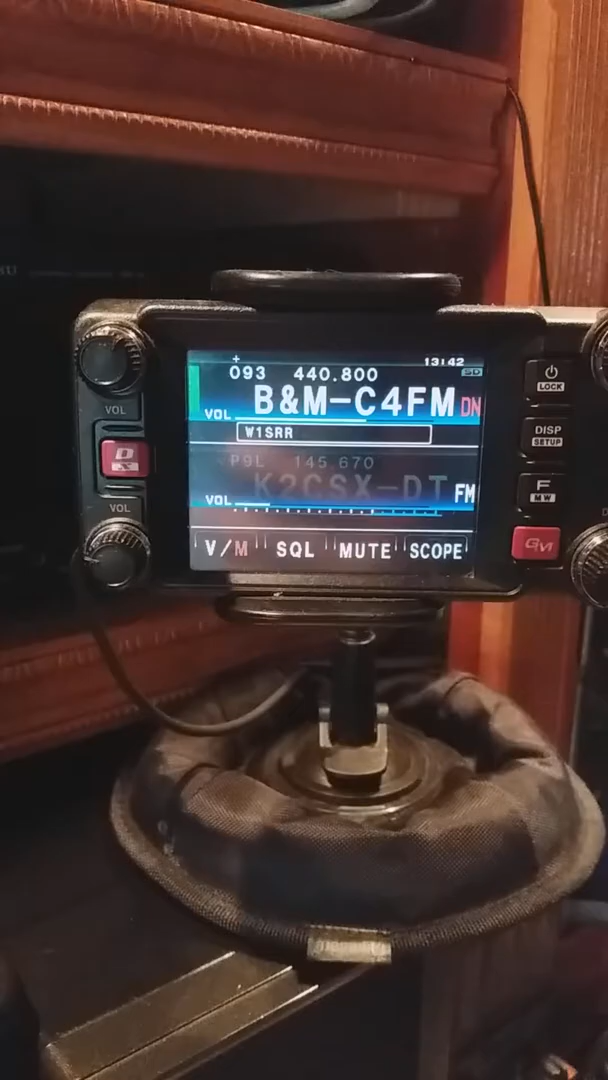 + 13:42
093 440.800 SD
VOL B&M-C4FM DN
W1SRR
P9L 145.670
VOL K2CSX-DT FM
V/M SQL MUTE SCOPE
VOL
D X
VOL
LOCK
DISP
SETUP
F
MW
GM